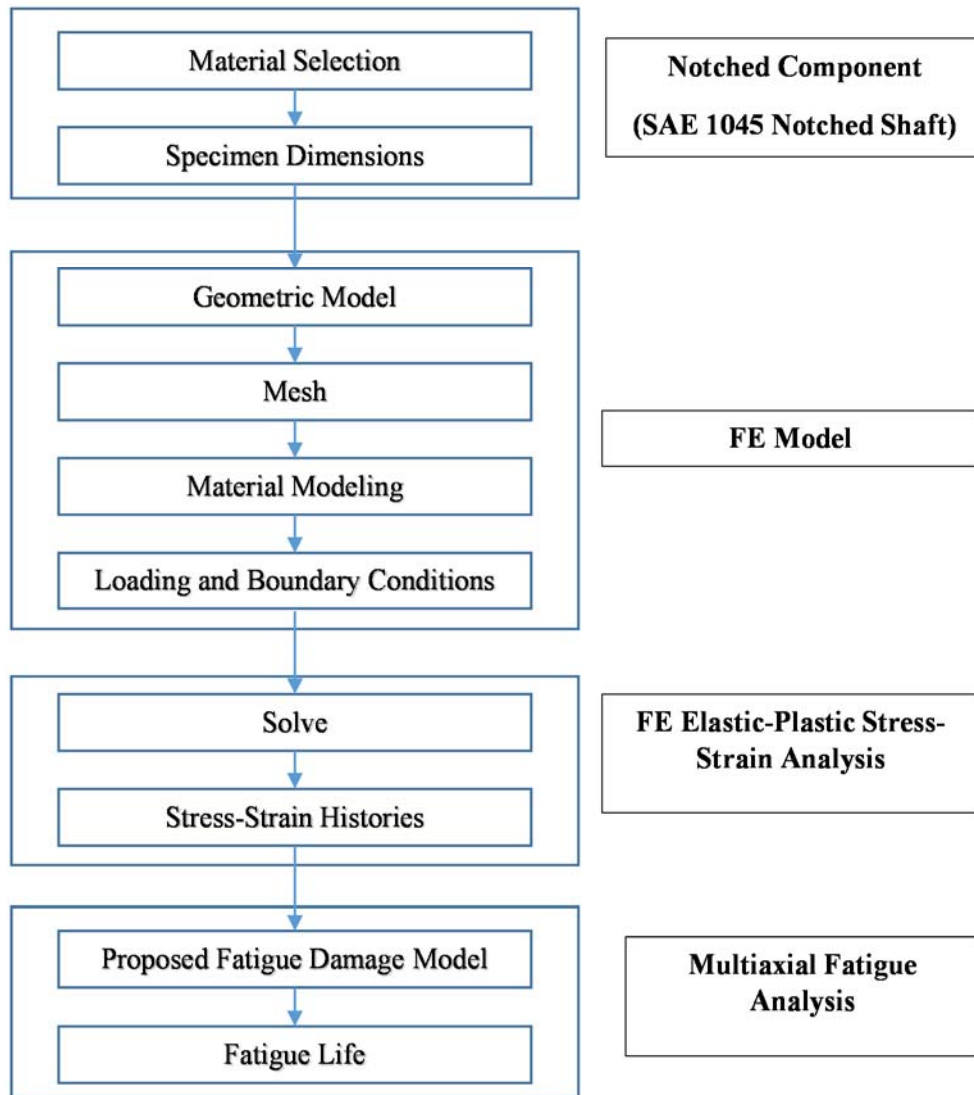 Material Selection
Specimen Dimensions
Notched Component
(SAE 1045 Notched Shaft)
Geometric Model
Mesh
Material Modeling
Loading and Boundary Conditions
FE Model
Solve
Stress-Strain Histories
FE Elastic-Plastic Stress-
Strain Analysis
Proposed Fatigue Damage Model
Fatigue Life
Multiaxial Fatigue
Analysis